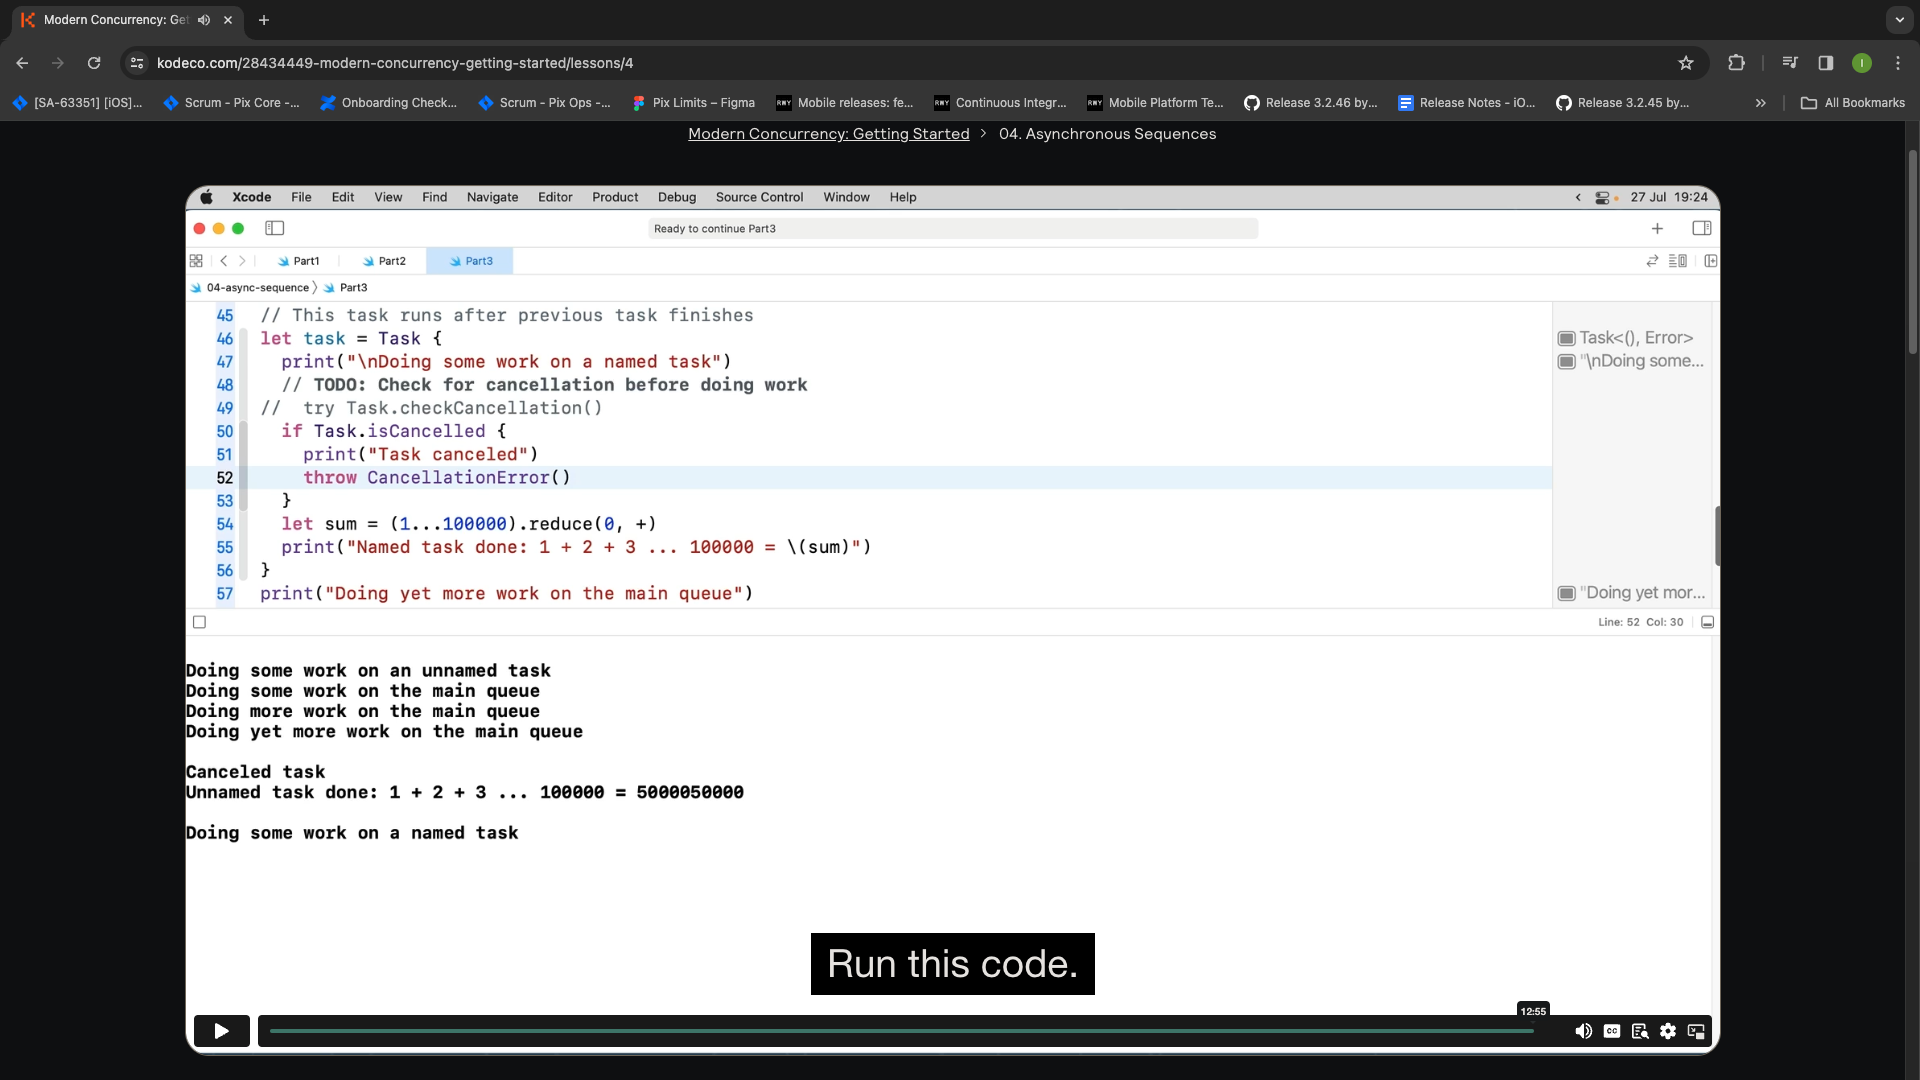 Modern Concurrency: Get
kodeco.com/28434449-modern-concurrency-getting-started/lessons/4
I
[SA-63351] [iOS]...
Scrum - Pix Core -...
Onboarding Check...
Scrum - Pix Ops -...
Pix Limits – Figma
RWY Mobile releases: fe...
RWY Continuous Integr...
RWY Mobile Platform Te...
Release 3.2.46 by...
Release Notes - iO...
Release 3.2.45 by...
»
All Bookmarks
Modern Concurrency: Getting Started > 04. Asynchronous Sequences
Xcode File Edit View Find Navigate Editor Product Debug Source Control Window Help
27 Jul 19:24
Ready to continue Part3
Part1
Part2
Part3
04-async-sequence 〉 Part3
45 // This task runs after previous task finishes
46 let task = Task {
Task<(), Error>
47 print("\nDoing some work on a named task")
"\nDoing some...
48 // TODO: Check for cancellation before doing work
49 // try Task.checkCancellation()
50 if Task.isCancelled {
51 print("Task canceled")
52 throw CancellationError()
53 }
54 let sum = (1...100000).reduce(0, +)
55 print("Named task done: 1 + 2 + 3 ... 100000 = \(sum)")
56 }
57 print("Doing yet more work on the main queue")
"Doing yet mor...
Line: 52 Col: 30
Doing some work on an unnamed task
Doing some work on the main queue
Doing more work on the main queue
Doing yet more work on the main queue
Canceled task
Unnamed task done: 1 + 2 + 3 ... 100000 = 5000050000
Doing some work on a named task
Run this code.
12:55
CC